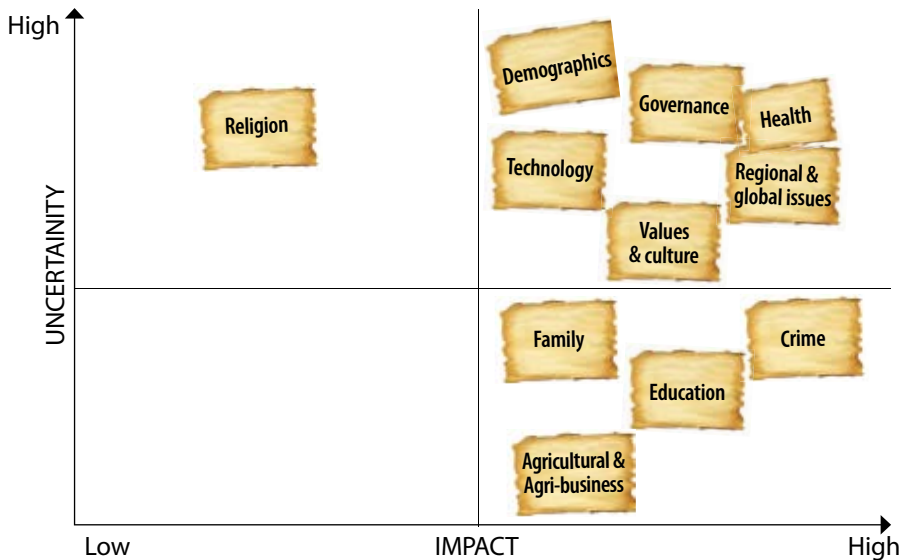 High
Demographics
Governance
Health
Religion
Technology
Regional &
global issues
Values
& culture
UNCERTAINITY
Family
Crime
Education
Agricultural &
Agri-business
Low
IMPACT
High